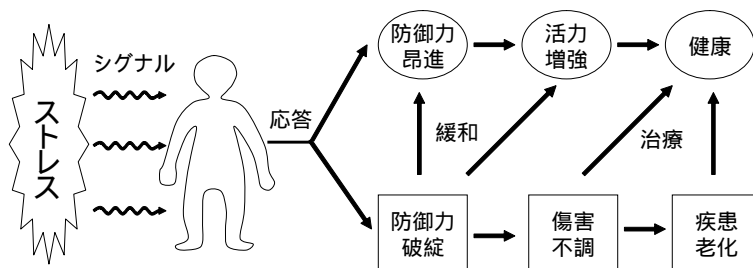 ストレス
シグナル
応答
防御力
昂進
活力
増強
健康
緩和
治療
防御力
破綻
傷害
不調
疾患
老化